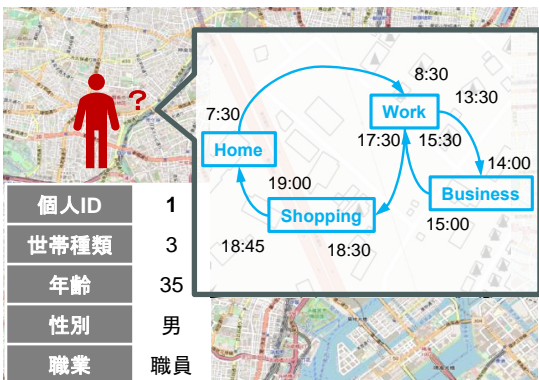 ?
8:30
13:30
7:30
Work
17:30 15:30
Home
14:00
19:00
Business
Shopping
15:00
18:45
18:30
個人ID 1
世帯種類 3
年齢 35
性別 男
職業 職員